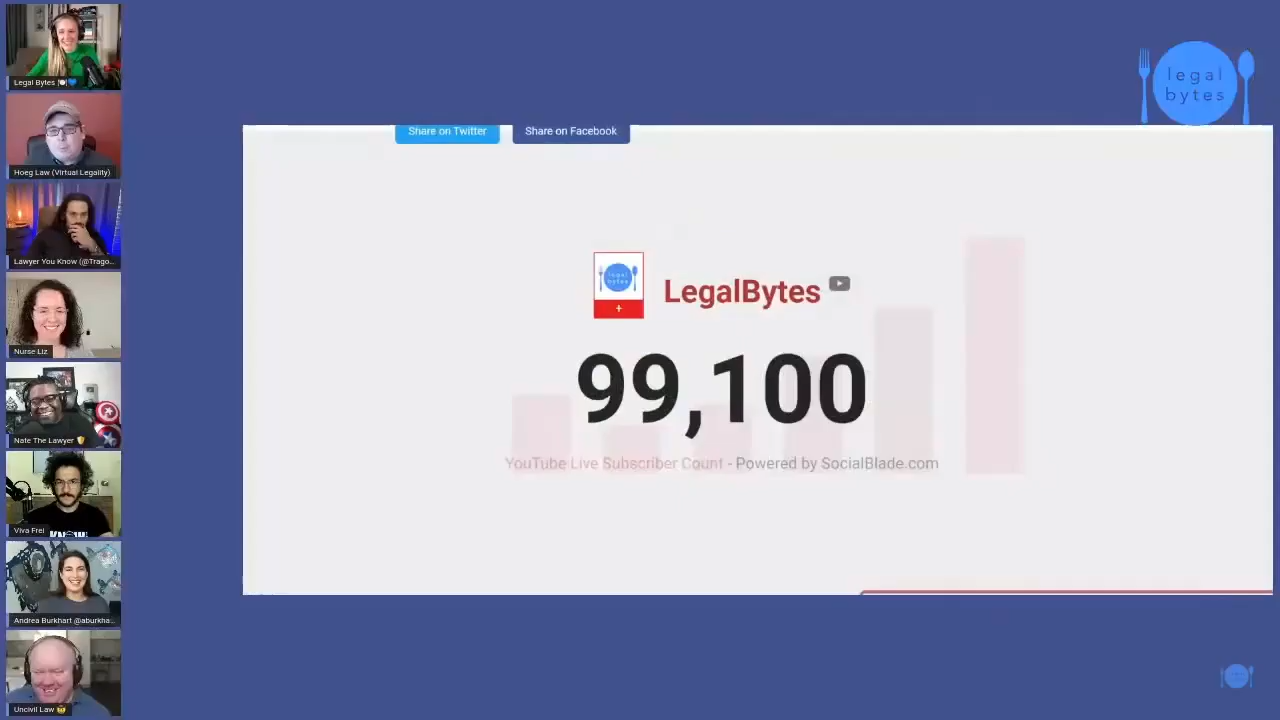 Legal Bytes 🍽️💙
Hoeg Law (Virtual Legality)
Lawyer You Know (@Trago...
Nurse Liz
Nate The Lawyer 🛡️
Viva Frei
Andrea Burkhart @aburkha...
Uncivil Law 🤠
Share on Twitter
Share on Facebook
legal
bytes
LegalBytes
+
99,100
YouTube Live Subscriber Count - Powered by SocialBlade.com
legal
bytes